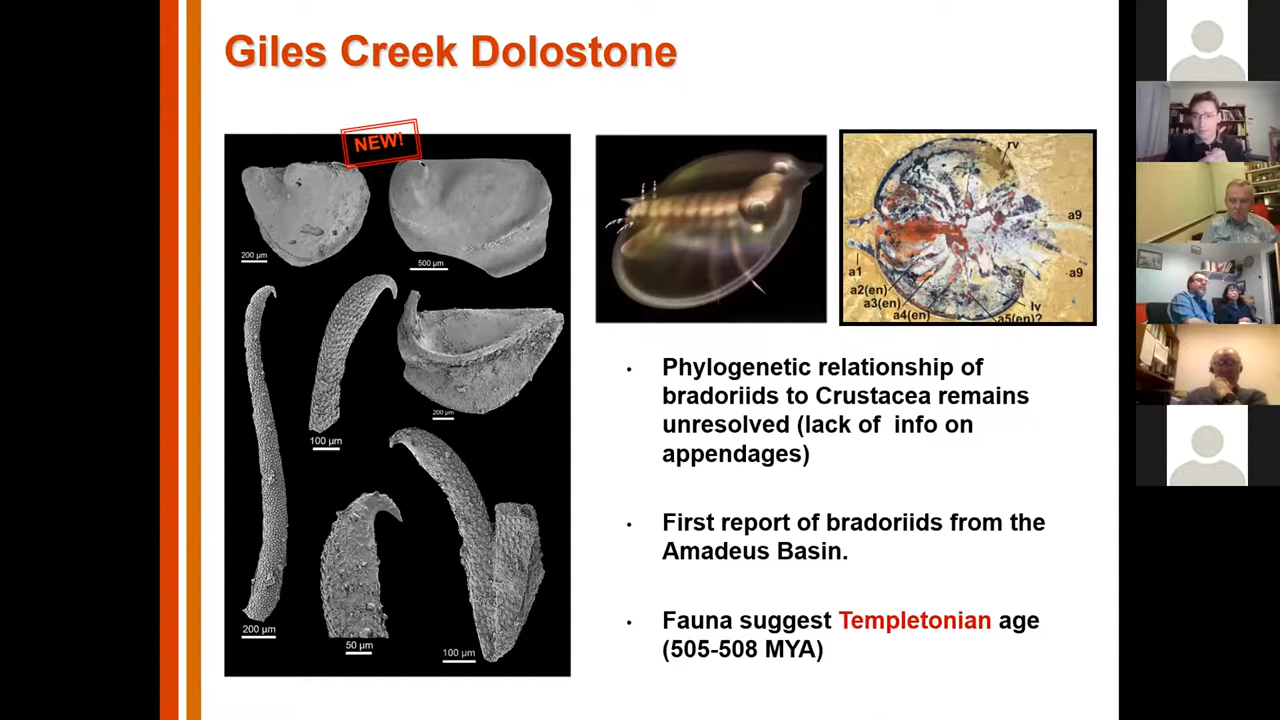 Giles Creek Dolostone
NEW!
200 µm
500 µm
100 µm
200 µm
200 µm
50 µm
100 µm
rv
a9
a9
a1
a2(en)
a3(en)
a4(en)
lv
a5(en)?
• Phylogenetic relationship of
bradoriids to Crustacea remains
unresolved (lack of info on
appendages)
• First report of bradoriids from the
Amadeus Basin.
• Fauna suggest Templetonian age
(505-508 MYA)